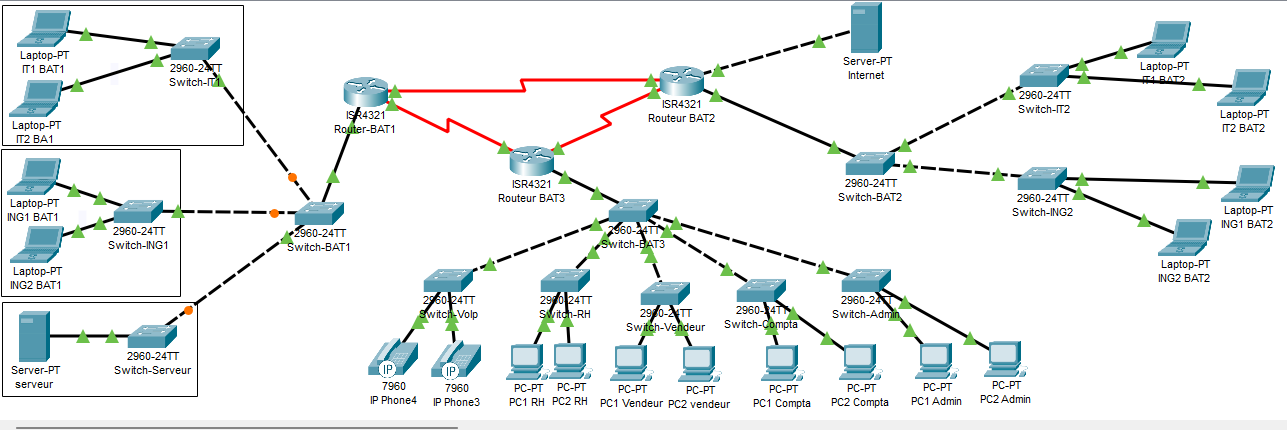 Laptop-PT
IT1 BAT1
2960-24TT
Switch-IT1
Laptop-PT
IT2 BA1
Laptop-PT
ING1 BAT1
2960-24TT
Switch-ING1
Laptop-PT
ING2 BAT1
Server-PT
serveur
2960-24TT
Switch-Serveur
ISR4321
Router-BAT1
2960-24TT
Switch-BAT1
ISR4321
Routeur BAT2
ISR4321
Routeur BAT3
Server-PT
Internet
2960-24TT
Switch-BAT2
2960-24TT
Switch-IT2
Laptop-PT
IT1 BAT2
Laptop-PT
IT2 BAT2
2960-24TT
Switch-ING2
Laptop-PT
ING1 BAT2
Laptop-PT
ING2 BAT2
2960-24TT
Switch-BAT3
2960-24TT
Switch-VoIp
2960-24TT
Switch-RH
2960-24TT
Switch-Vendeur
2960-24TT
Switch-Compta
2960-24TT
Switch-Admin
IP
7960
IP Phone4
IP
7960
IP Phone3
PC-PT
PC1 RH
PC-PT
PC2 RH
PC-PT
PC1 Vendeur
PC-PT
PC2 vendeur
PC-PT
PC1 Compta
PC-PT
PC2 Compta
PC-PT
PC1 Admin
PC-PT
PC2 Admin